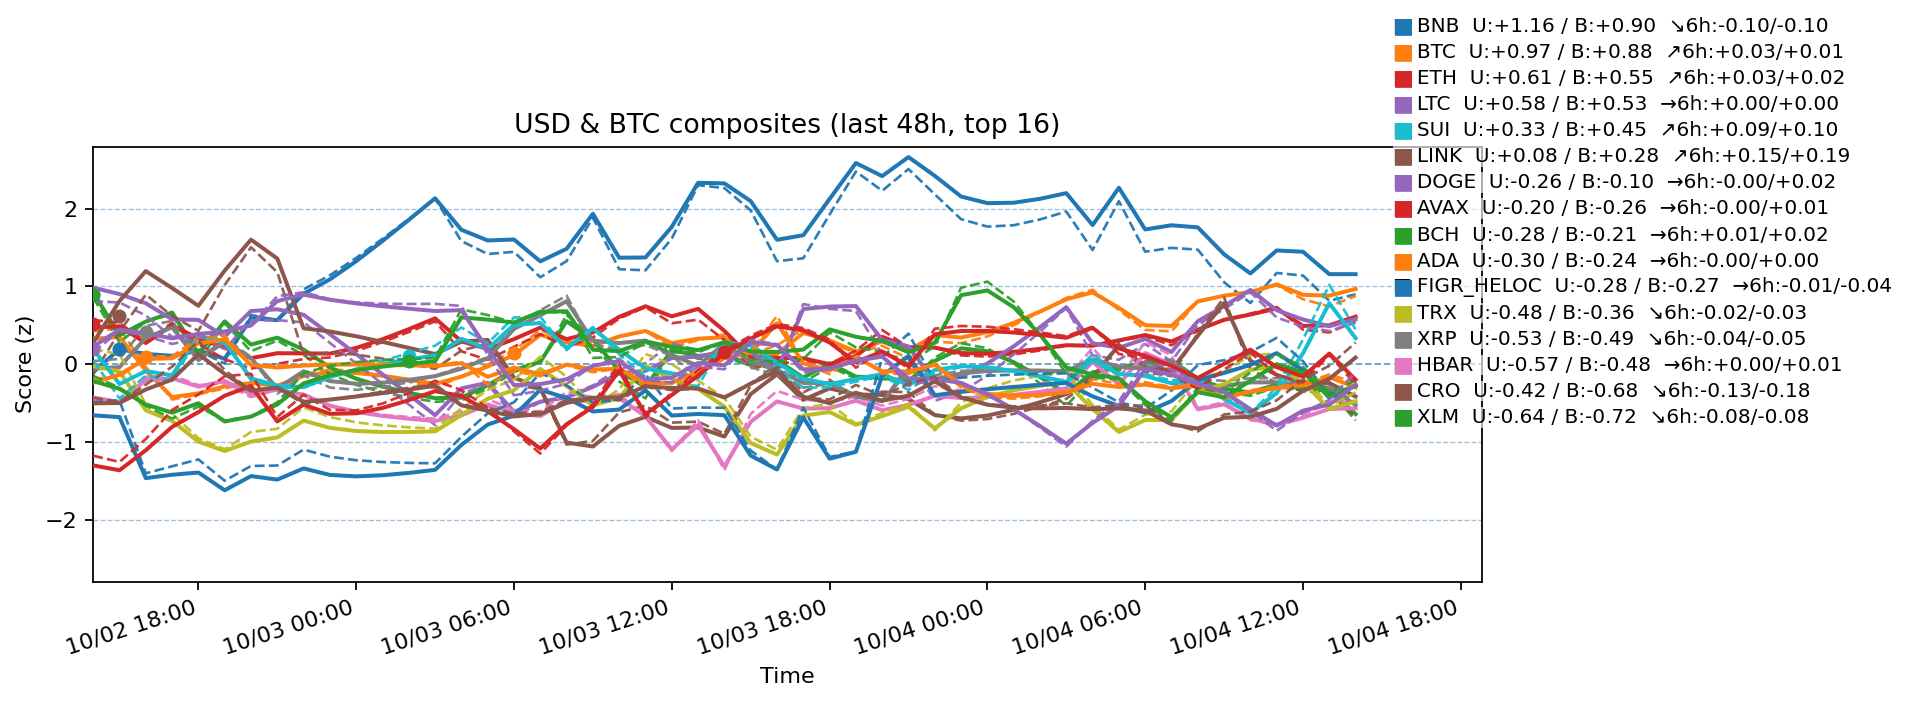 BNB  U:+1.16 / B:+0.90  ↘6h:-0.10/-0.10
BTC  U:+0.97 / B:+0.88  ↗6h:+0.03/+0.01
ETH  U:+0.61 / B:+0.55  ↗6h:+0.03/+0.02
LTC  U:+0.58 / B:+0.53  →6h:+0.00/+0.00
SUI  U:+0.33 / B:+0.45  ↗6h:+0.09/+0.10
LINK  U:+0.08 / B:+0.28  ↗6h:+0.15/+0.19
DOGE  U:-0.26 / B:-0.10  →6h:-0.00/+0.02
AVAX  U:-0.20 / B:-0.26  →6h:-0.00/+0.01
BCH  U:-0.28 / B:-0.21  →6h:+0.01/+0.02
ADA  U:-0.30 / B:-0.24  →6h:-0.00/+0.00
FIGR_HELOC  U:-0.28 / B:-0.27  →6h:-0.01/-0.04
TRX  U:-0.48 / B:-0.36  ↘6h:-0.02/-0.03
XRP  U:-0.53 / B:-0.49  ↘6h:-0.04/-0.05
HBAR  U:-0.57 / B:-0.48  →6h:+0.00/+0.01
CRO  U:-0.42 / B:-0.68  ↘6h:-0.13/-0.18
XLM  U:-0.64 / B:-0.72  ↘6h:-0.08/-0.08
USD & BTC composites (last 48h, top 16)
Score (z)
2
1
0
−1
−2
10/02 18:00
10/03 00:00
10/03 06:00
10/03 12:00
10/03 18:00
10/04 00:00
10/04 06:00
10/04 12:00
10/04 18:00
Time